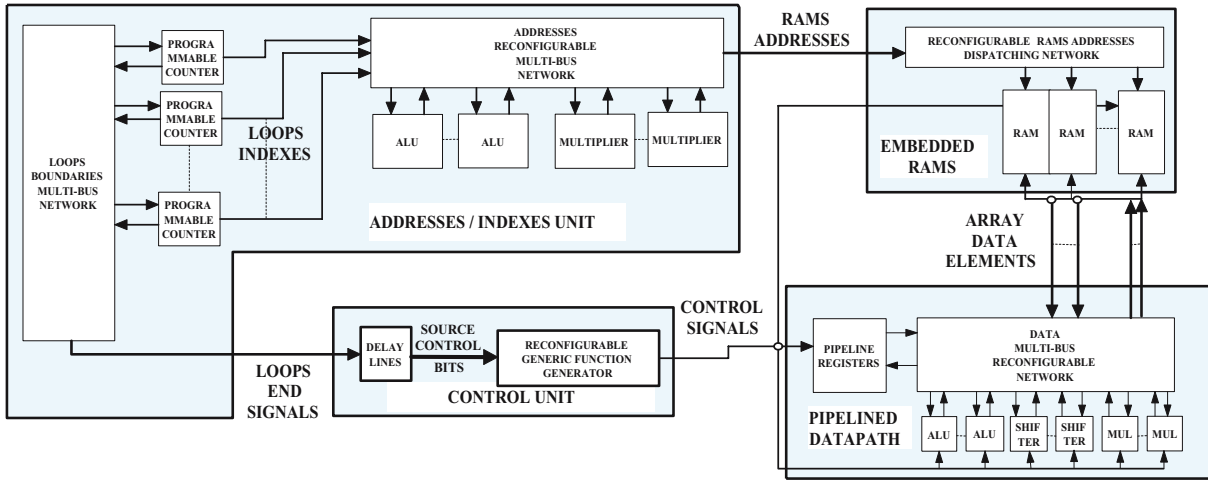 PROGRA
MMABLE
COUNTER
PROGRA
MMABLE
COUNTER
PROGRA
MMABLE
COUNTER
LOOPS
BOUNDARIES
MULTI-BUS
NETWORK
LOOPS
INDEXES
ADDRESSES
RECONFIGURABLE
MULTI-BUS
NETWORK
ALU
ALU
MULTIPLIER
MULTIPLIER
ADDRESSES / INDEXES UNIT
RAMS
ADDRESSES
RECONFIGURABLE RAMS ADDRESSES
DISPATCHING NETWORK
RAM
RAM
RAM
EMBEDDED
RAMS
ARRAY
DATA
ELEMENTS
LOOPS
END
SIGNALS
DELAY
LINES
SOURCE
CONTROL
BITS
RECONFIGURABLE
GENERIC FUNCTION
GENERATOR
CONTROL UNIT
CONTROL
SIGNALS
PIPELINE
REGISTERS
DATA
MULTI-BUS
RECONFIGURABLE
NETWORK
PIPELINED
DATAPATH
ALU
ALU
SHIF
TER
SHIF
TER
MUL
MUL